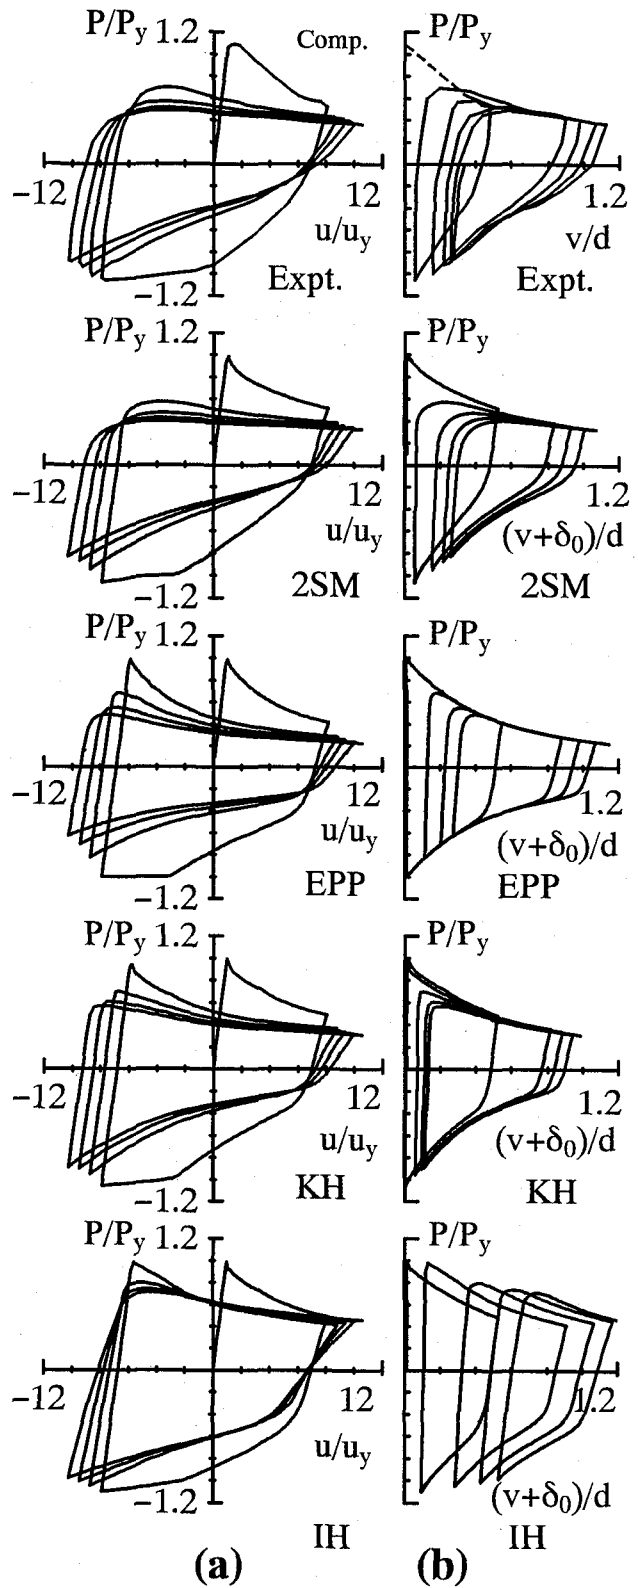 P/Py 1.2 Comp. P/Py
-12 12 1.2
u/uy v/d
-1.2 Expt. Expt.
P/Py 1.2 P/Py
-12 12 1.2
u/uy (v+δ0)/d
-1.2 2SM 2SM
P/Py 1.2 P/Py
-12 12 1.2
u/uy (v+δ0)/d
-1.2 EPP EPP
P/Py 1.2 P/Py
-12 12 1.2
u/uy (v+δ0)/d
-1.2 KH KH
P/Py 1.2 P/Py
-12 12 1.2
u/uy (v+δ0)/d
-1.2 IH IH
(a) (b)